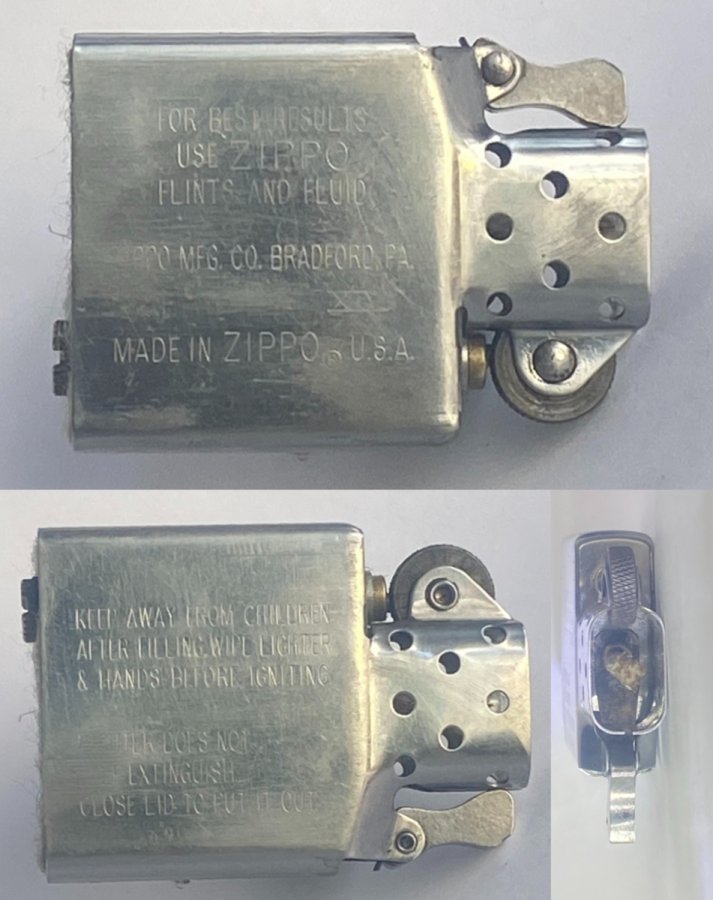 FOR BEST RESULTS
USE ZIPPO
FLINTS AND FLUID
MFG. CO. BRADFORD, PA.
XI
MADE IN ZIPPO ® U.S.A.
KEEP AWAY FROM CHILDREN
AFTER FILLING WIPE LIGHTER
& HANDS BEFORE IGNITING
DOES NOT
EXTINGUISH
CLOSE LID TO PUT IT OUT